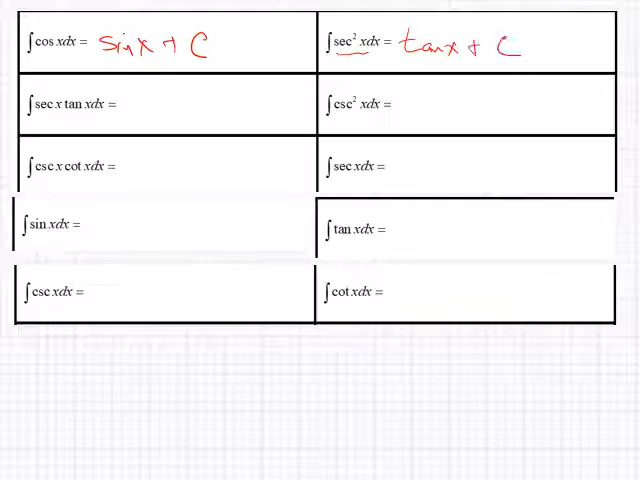 ∫cos xdx = sin x + C
∫sec² xdx = tan x + C
∫sec x tan xdx =
∫csc² xdx =
∫csc x cot xdx =
∫sec xdx =
∫sin xdx =
∫tan xdx =
∫csc xdx =
∫cot xdx =